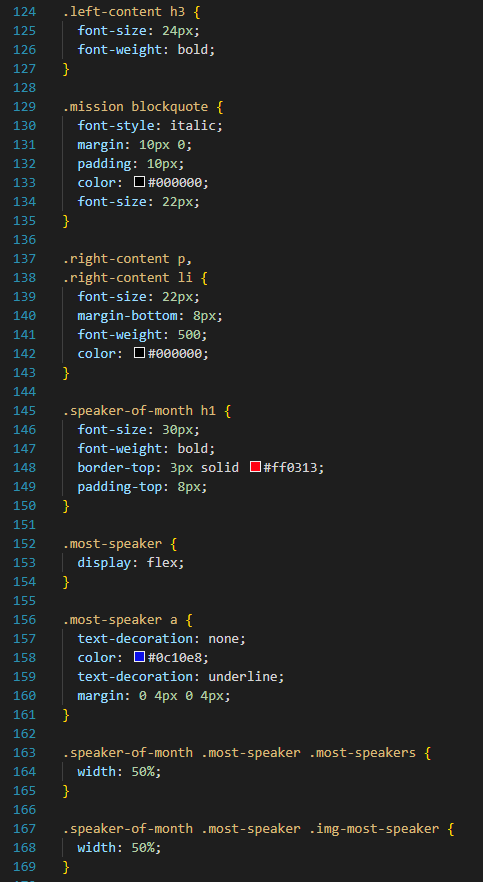 124 .left-content h3 {
125   font-size: 24px;
126   font-weight: bold;
127 }
128
129 .mission blockquote {
130   font-style: italic;
131   margin: 10px 0;
132   padding: 10px;
133   color: #000000;
134   font-size: 22px;
135 }
136
137 .right-content p,
138 .right-content li {
139   font-size: 22px;
140   margin-bottom: 8px;
141   font-weight: 500;
142   color: #000000;
143 }
144
145 .speaker-of-month h1 {
146   font-size: 30px;
147   font-weight: bold;
148   border-top: 3px solid #ff0313;
149   padding-top: 8px;
150 }
151
152 .most-speaker {
153   display: flex;
154 }
155
156 .most-speaker a {
157   text-decoration: none;
158   color: #0c10e8;
159   text-decoration: underline;
160   margin: 0 4px 0 4px;
161 }
162
163 .speaker-of-month .most-speaker .most-speakers {
164   width: 50%;
165 }
166
167 .speaker-of-month .most-speaker .img-most-speaker {
168   width: 50%;
169 }